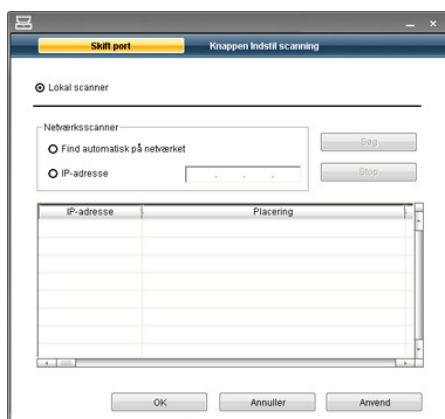 Skift port
Knappen Indstil scanning
Lokal scanner
Netværksscanner
Find automatisk på netværket
Søg
IP-adresse
. . .
Stop
IP-adresse
Placering
OK
Annuller
Anvend